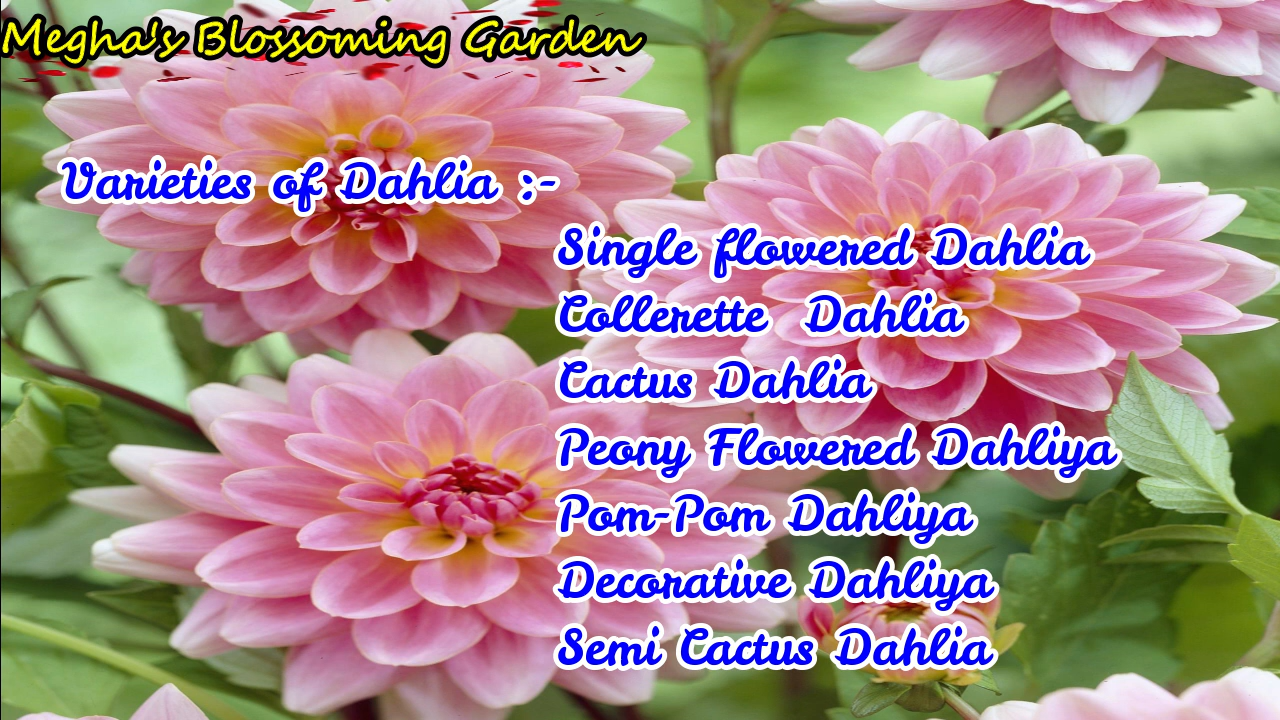 Megha's Blossoming Garden
Varieties of Dahlia :-
Single flowered Dahlia
Collerette Dahlia
Cactus Dahlia
Peony Flowered Dahliya
Pom-Pom Dahliya
Decorative Dahliya
Semi Cactus Dahlia